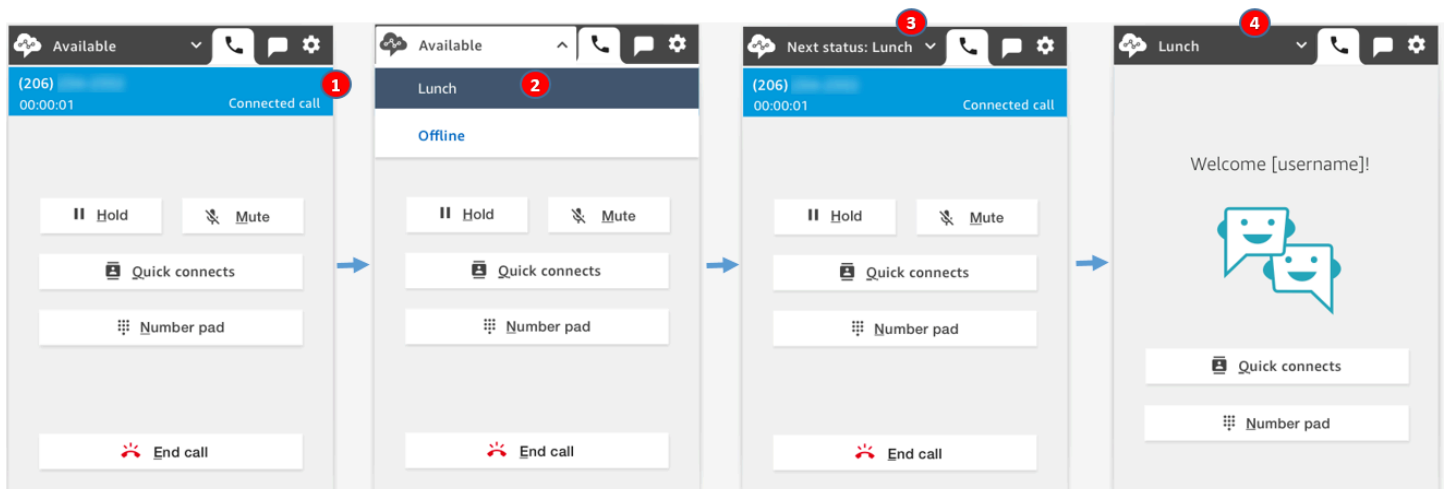 1
Available
(206)
00:00:01 Connected call
Hold Mute
Quick connects
Number pad
End call
2
Available
Lunch
Offline
Hold Mute
Quick connects
Number pad
End call
3
Next status: Lunch
(206)
00:00:01 Connected call
Hold Mute
Quick connects
Number pad
End call
4
Lunch
Welcome [username]!
Quick connects
Number pad